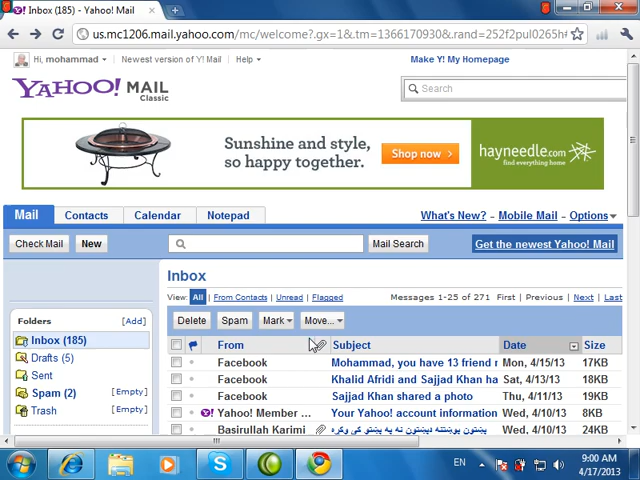 Inbox (185) - Yahoo! Mail
us.mc1206.mail.yahoo.com/mc/welcome?.gx=1&.tm=1366170930&.rand=252f2pul0265h
Hi, mohammad Newest version of Y! Mail Help Make Y! My Homepage
YAHOO! MAIL Classic
Search
Sunshine and style, so happy together.
Shop now
hayneedle.com
find everything home
Mail Contacts Calendar Notepad What's New? - Mobile Mail - Options
Check Mail New Mail Search Get the newest Yahoo! Mail
Inbox
View: All | From Contacts | Unread | Flagged Messages 1-25 of 271 First | Previous | Next | Last
Folders [Add]
Delete Spam Mark Move...
Inbox (185)
Drafts (5)
Sent
Spam (2) [Empty]
Trash [Empty]
From Subject Date Size
Facebook Mohammad, you have 13 friend Mon, 4/15/13 17KB
Facebook Khalid Afridi and Sajjad Khan ha Sat, 4/13/13 18KB
Facebook Sajjad Khan shared a photo Thu, 4/11/13 19KB
Yahoo! Member ... Your Yahoo! account information Wed, 4/10/13 8KB
Basirullah Karimi Wed, 4/10/13 24KB
EN
9:00 AM
4/17/2013